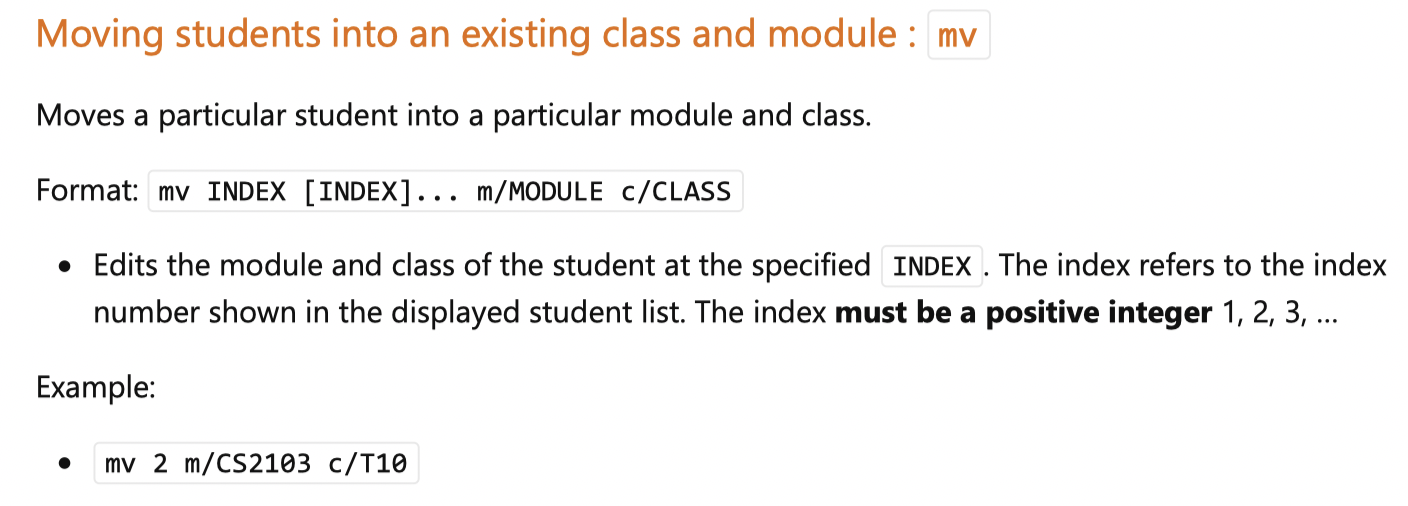 Moving students into an existing class and module : mv
Moves a particular student into a particular module and class.
Format: mv INDEX [INDEX]... m/MODULE c/CLASS
• Edits the module and class of the student at the specified INDEX . The index refers to the index
number shown in the displayed student list. The index must be a positive integer 1, 2, 3, …
Example:
• mv 2 m/CS2103 c/T10